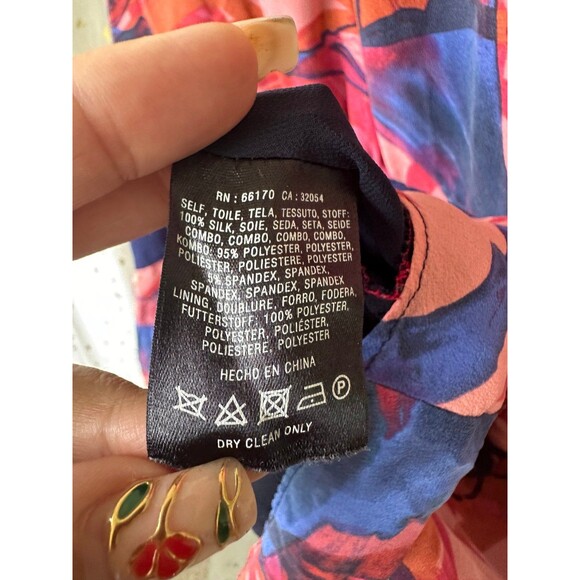 RN : 66170 CA : 32054
SELF, TOILE, TELA, TESSUTO, STOFF:
100% SILK, SOIE, SEDA, SETA, SEIDE
COMBO, COMBO, COMBO, COMBO,
KOMBO: 95% POLYESTER, POLYESTER,
POLIÉSTER, POLIESTERE, POLYESTER,
5% SPANDEX, SPANDEX,
SPANDEX, SPANDEX, SPANDEX
LINING, DOUBLURE, FORRO, FODERA,
FUTTERSTOFF: 100% POLYESTER,
POLYESTER, POLIÉSTER,
POLIESTERE, POLYESTER
HECHO EN CHINA
P
DRY CLEAN ONLY